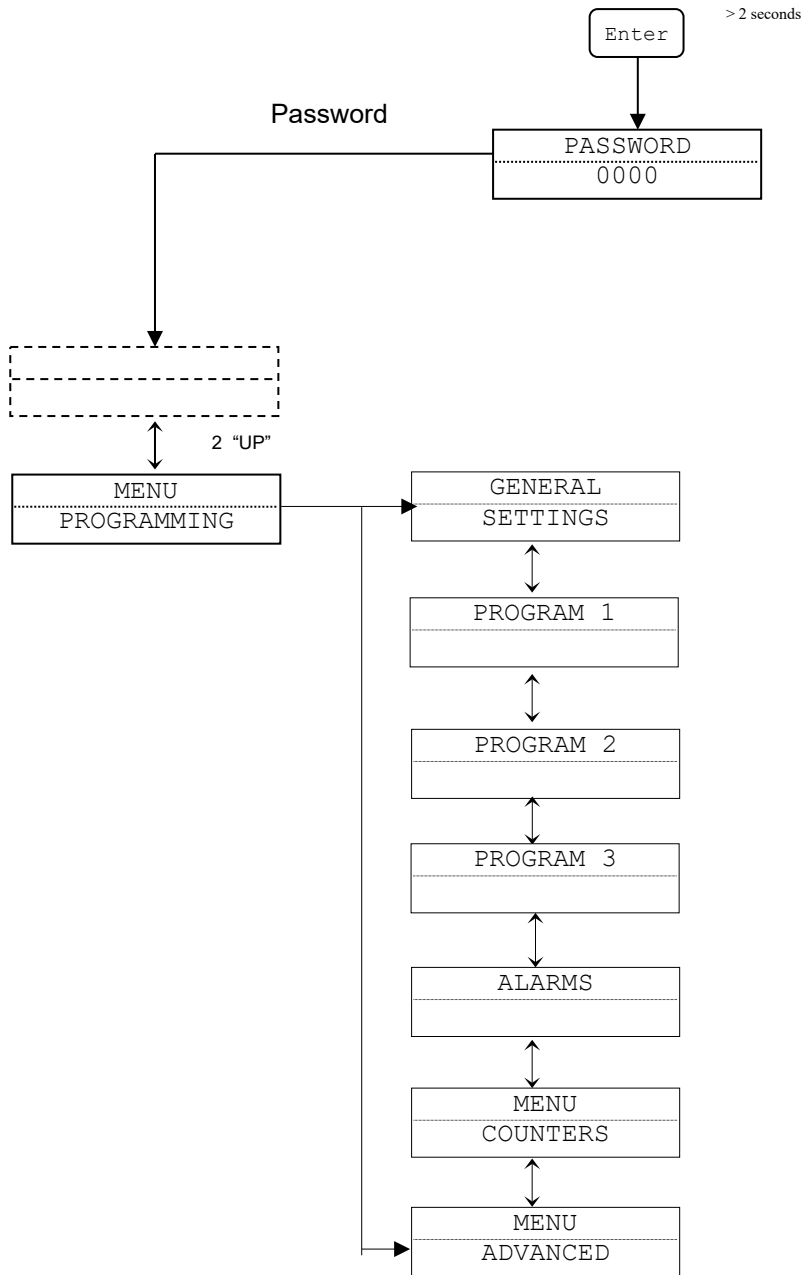 > 2 seconds
Enter
Password
PASSWORD
0000
2 “UP”
MENU
PROGRAMMING
GENERAL
SETTINGS
PROGRAM 1
PROGRAM 2
PROGRAM 3
ALARMS
MENU
COUNTERS
MENU
ADVANCED